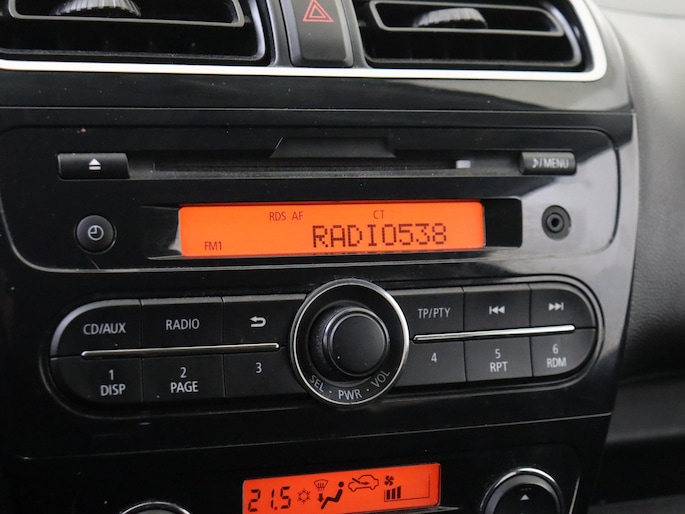 ♪/MENU
RDS AF CT
FM1 RADIO538
CD/AUX RADIO TP/PTY
1 DISP
2 PAGE
3
4
5 RPT
6 RDM
SEL · PWR · VOL
21.5